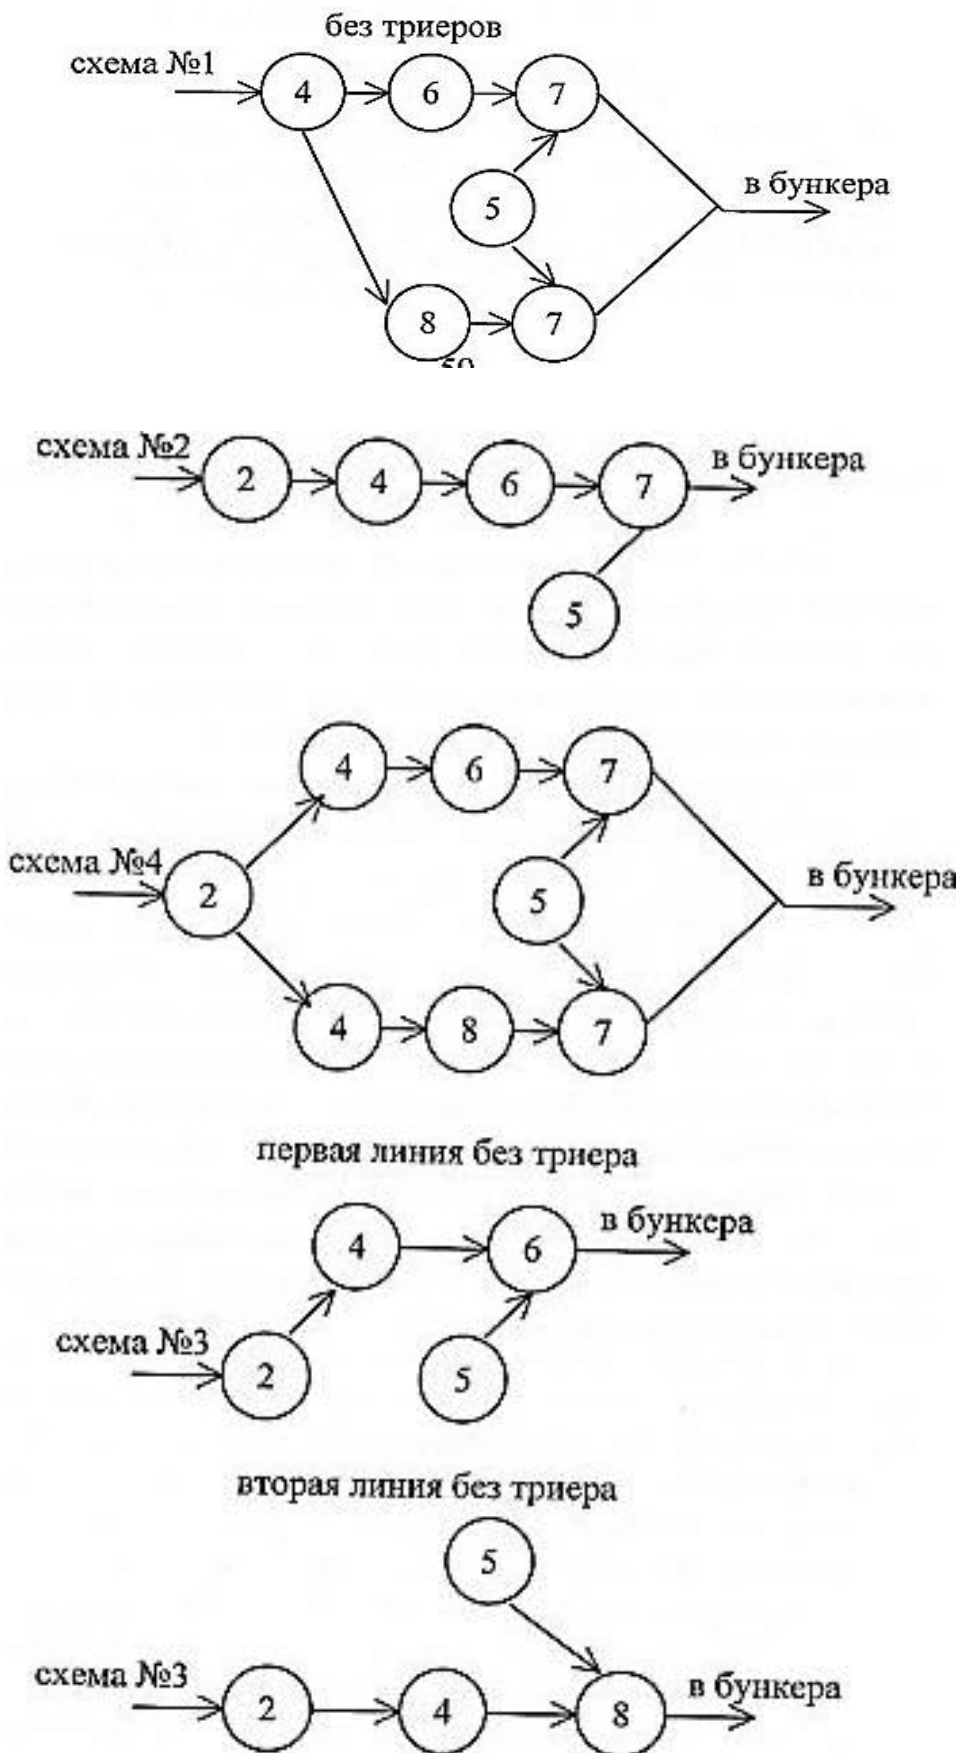 без триеров
схема №1
4 6 7
5
в бункера
8 7
схема №2
2 4 6 7
в бункера
5
4 6 7
схема №4
2 5
в бункера
4 8 7
первая линия без триера
4 6
в бункера
схема №3
2 5
вторая линия без триера
5
схема №3
2 4 8
в бункера